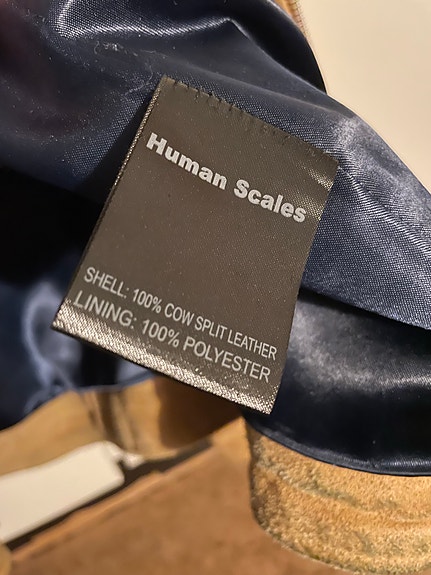 Human Scales
SHELL: 100% COW SPLIT LEATHER
LINING: 100% POLYESTER